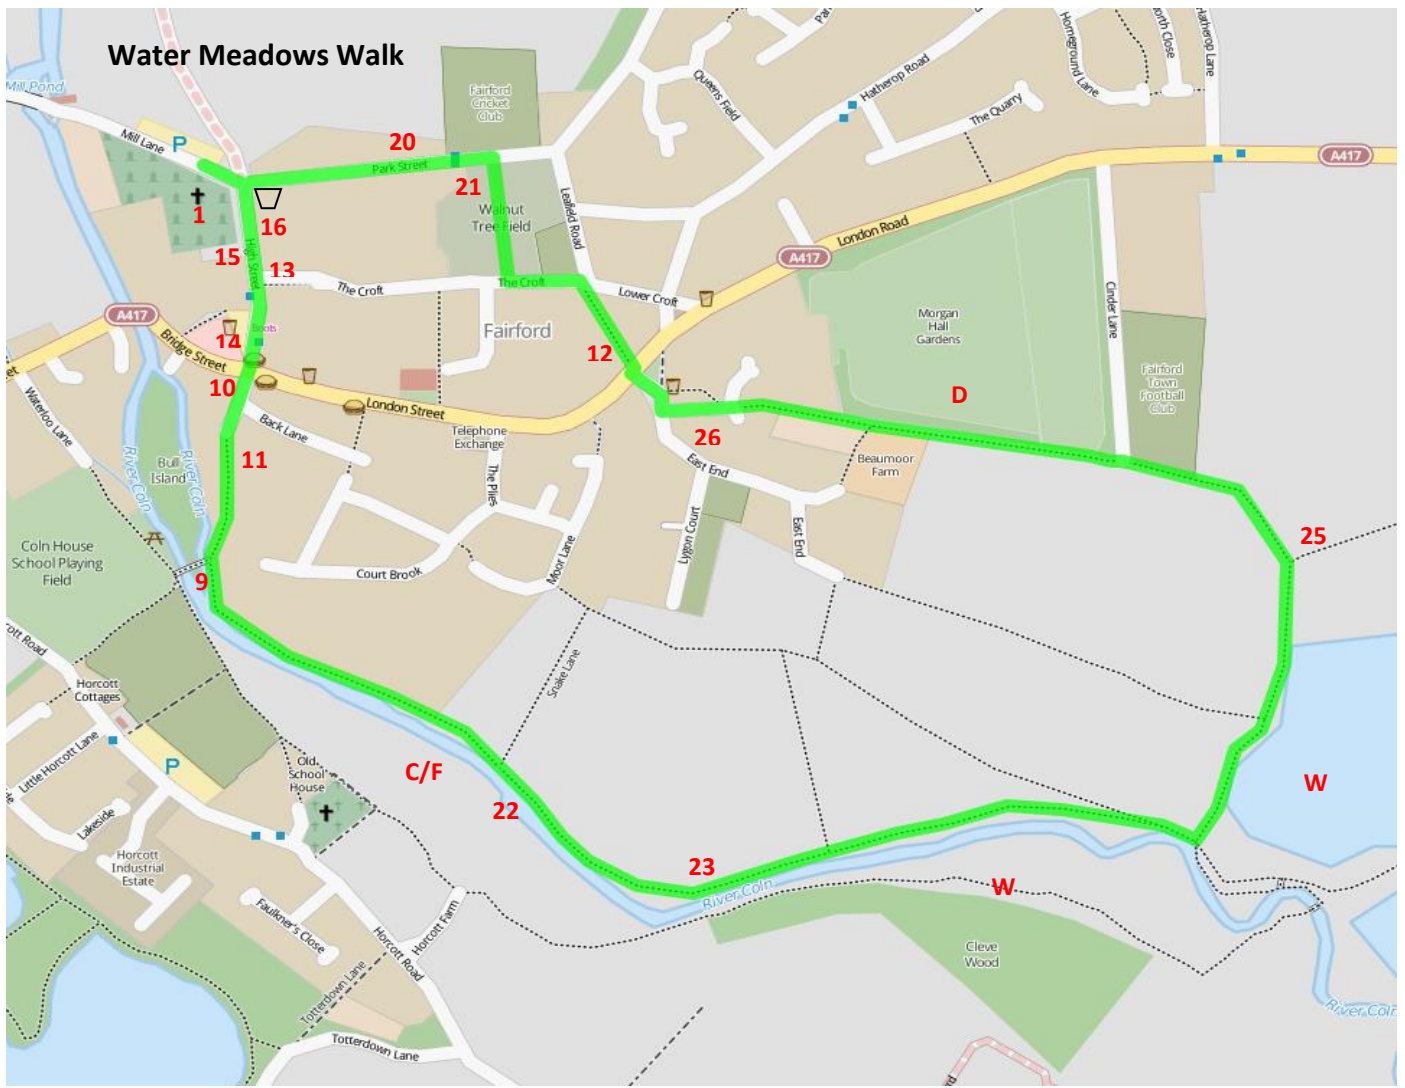 Water Meadows Walk
Mill Pond
Mill Lane
P
1
Fairford
Cricket
Club
20
Park Street
21
Walnut
Tree Field
16
15
High Street
13
The Croft
The Croft
Leafield Road
Lower Croft
Queens Field
Hatherop Road
The Quarry
Homeground Lane
North Close
Hatherop Lane
A417
A417
London Road
A417
Bridge Street
14
Boots
Fairford
12
Morgan
Hall
Gardens
Cinder Lane
D
Fairford
Town
Football
Club
10
Waterloo Lane
Back Lane
London Street
Telephone
Exchange
26
East End
Beaumoor
Farm
11
Bull
Island
River Coln
River Coln
The Plies
Moor Lane
Lygon Court
East End
Coln House
School Playing
Field
9
Court Brook
25
Horcott
Cottages
Snake Lane
Little Horcott Lane
P
Old
School
House
C/F
22
W
Lakeside
Horcott
Industrial
Estate
23
River Coln
W
Faulkner's Close
Horcott Farm
Horcott Road
Cleve
Wood
Totterdown Lane
Totterdown Lane
River Coln